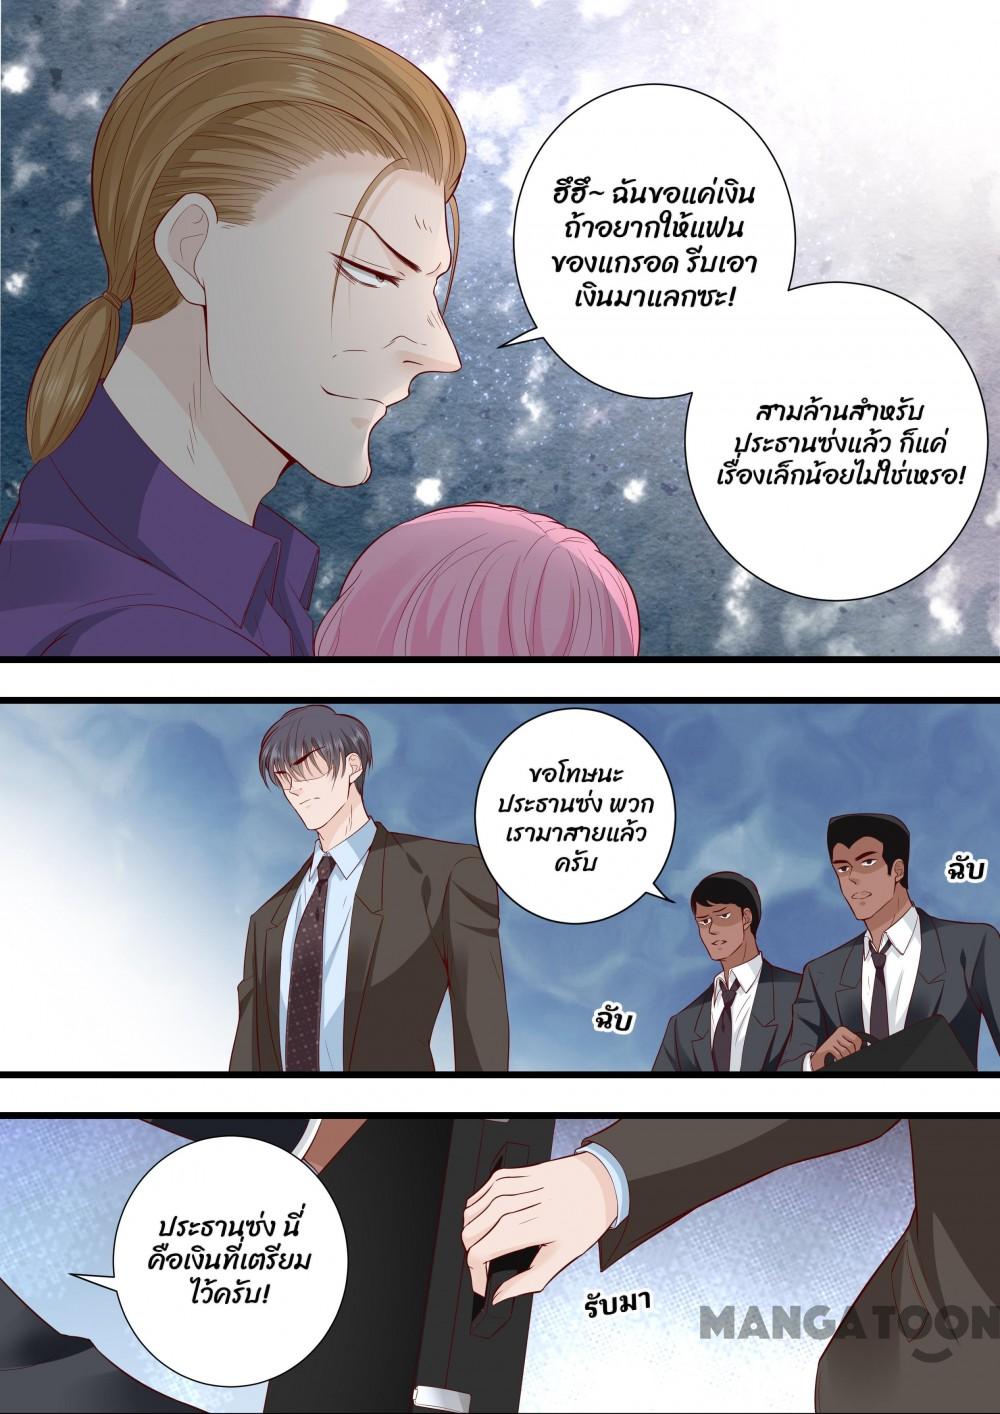 ฮึฮึ~ ฉันขอแค่เงิน
ถ้าอยากให้แฟน
ของแกรอด รีบเอา
เงินมาแลกซะ!
สามล้านสำหรับ
ประธานซ่งแล้ว ก็แค่
เรื่องเล็กน้อยไม่ใช่เหรอ!
ขอโทษนะ
ประธานซ่ง พวก
เรามาสายแล้ว
ครับ
ฉับ
ฉับ
ประธานซ่ง นี่
คือเงินที่เตรียม
ไว้ครับ!
รับมา
MANGATOON